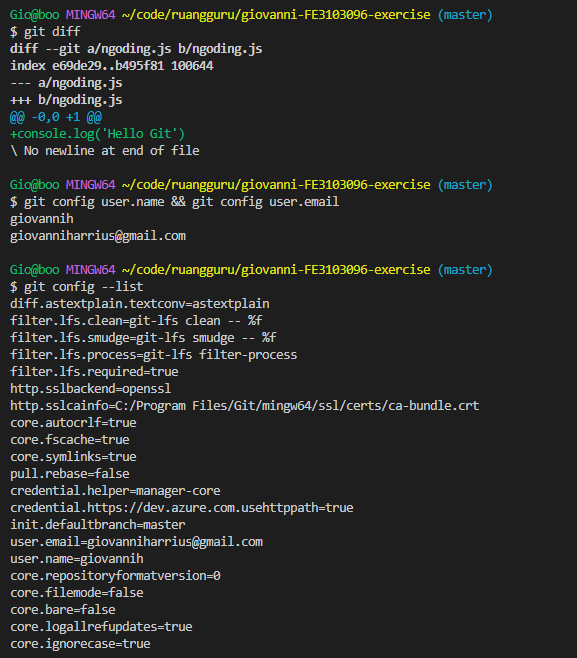 Gio@boo MINGW64 ~/code/ruangguru/giovanni-FE3103096-exercise (master)
$ git diff
diff --git a/ngoding.js b/ngoding.js
index e69de29..b495f81 100644
--- a/ngoding.js
+++ b/ngoding.js
@@ -0,0 +1 @@
+console.log('Hello Git')
\ No newline at end of file

Gio@boo MINGW64 ~/code/ruangguru/giovanni-FE3103096-exercise (master)
$ git config user.name && git config user.email
giovannih
giovanniharrius@gmail.com

Gio@boo MINGW64 ~/code/ruangguru/giovanni-FE3103096-exercise (master)
$ git config --list
diff.astextplain.textconv=astextplain
filter.lfs.clean=git-lfs clean -- %f
filter.lfs.smudge=git-lfs smudge -- %f
filter.lfs.process=git-lfs filter-process
filter.lfs.required=true
http.sslbackend=openssl
http.sslcainfo=C:/Program Files/Git/mingw64/ssl/certs/ca-bundle.crt
core.autocrlf=true
core.fscache=true
core.symlinks=true
pull.rebase=false
credential.helper=manager-core
credential.https://dev.azure.com.usehttppath=true
init.defaultbranch=master
user.email=giovanniharrius@gmail.com
user.name=giovannih
core.repositoryformatversion=0
core.filemode=false
core.bare=false
core.logallrefupdates=true
core.ignorecase=true